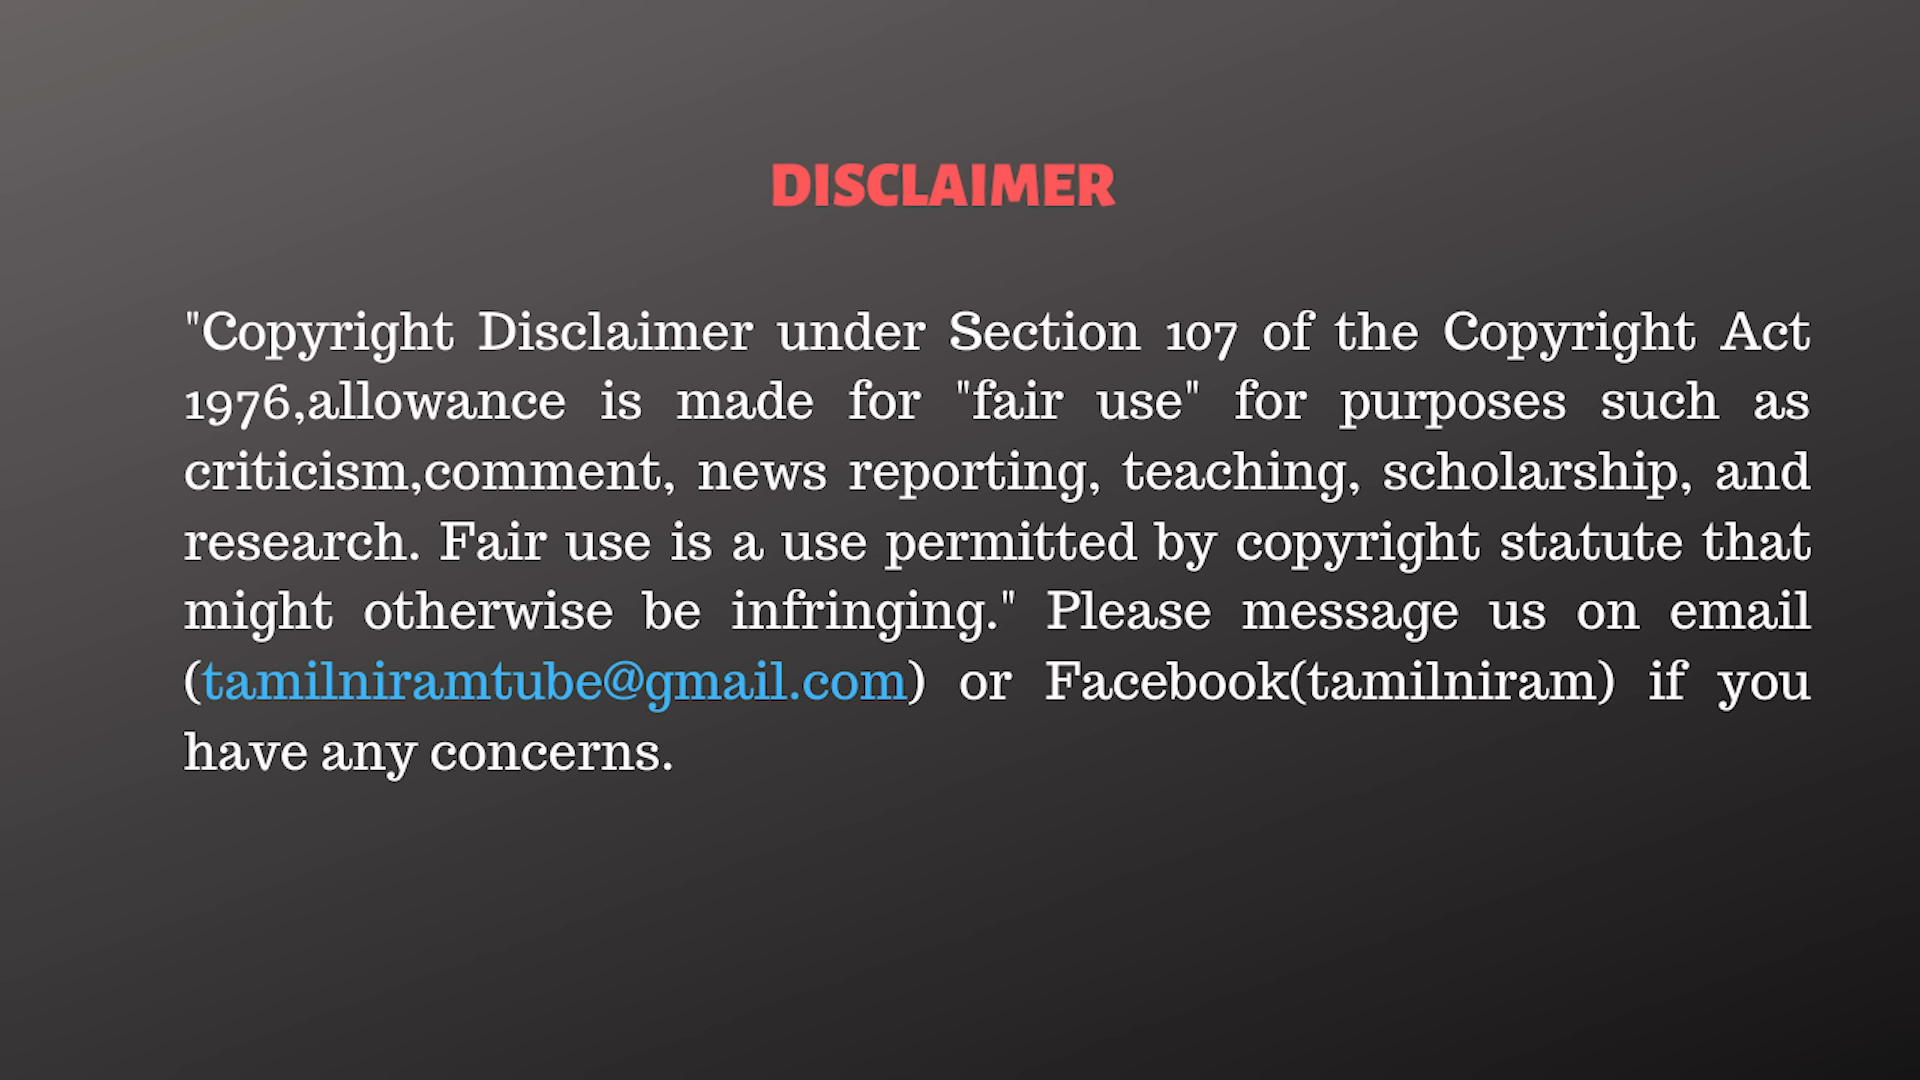 DISCLAIMER
"Copyright Disclaimer under Section 107 of the Copyright Act
1976,allowance is made for "fair use" for purposes such as
criticism,comment, news reporting, teaching, scholarship, and
research. Fair use is a use permitted by copyright statute that
might otherwise be infringing." Please message us on email
(tamilniramtube@gmail.com) or Facebook(tamilniram) if you
have any concerns.